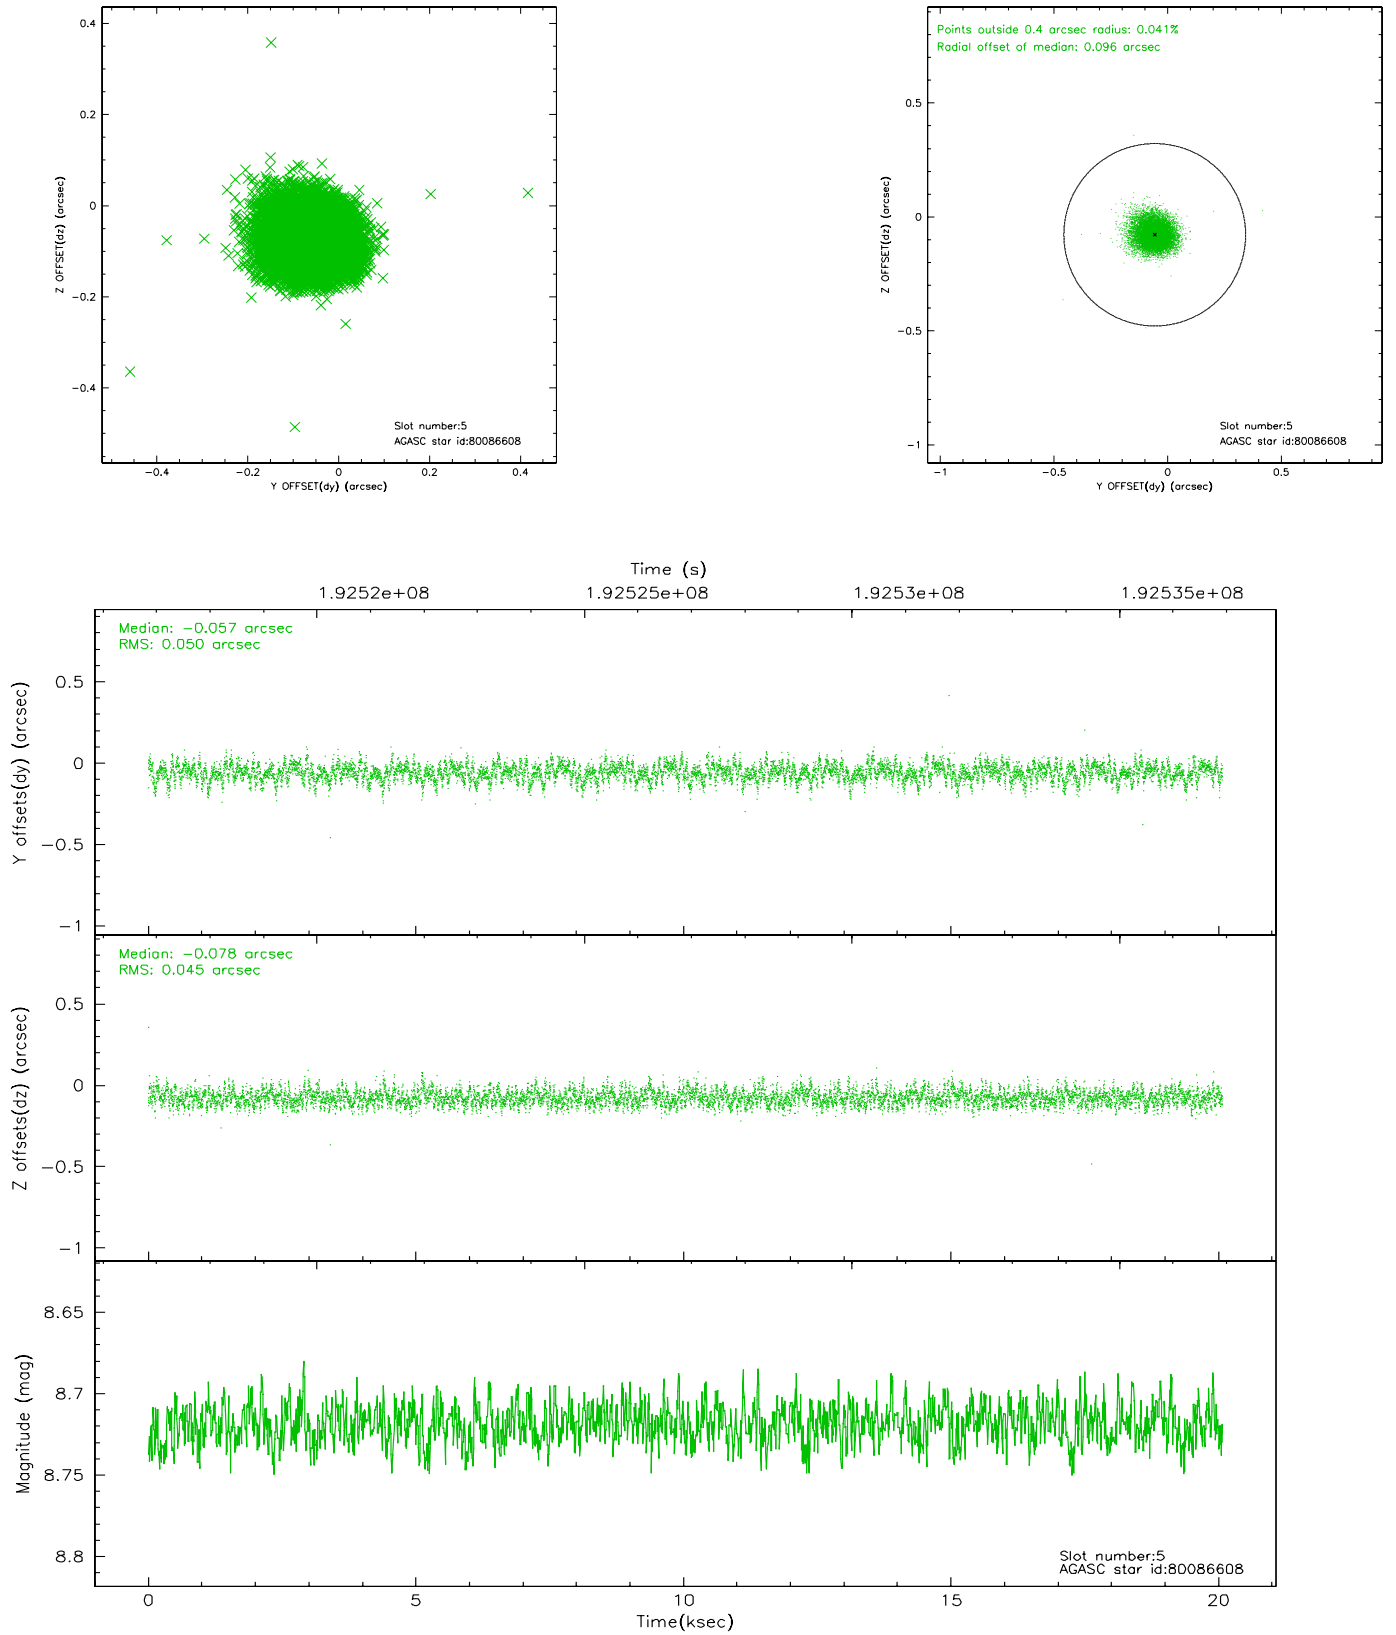 0.4
0.2
0
−0.2
−0.4
Z OFFSET(dz) (arcsec)
Slot number:5
AGASC star id:80086608
−0.4 −0.2 0 0.2 0.4
Y OFFSET(dy) (arcsec)
Points outside 0.4 arcsec radius: 0.041%
Radial offset of median: 0.096 arcsec
0.5
0
−0.5
−1
Z OFFSET(dz) (arcsec)
Slot number:5
AGASC star id:80086608
−1 −0.5 0 0.5
Y OFFSET(dy) (arcsec)
Time (s)
1.9252e+08 1.92525e+08 1.9253e+08 1.92535e+08
Median: −0.057 arcsec
RMS: 0.050 arcsec
0.5
0
−0.5
−1
Y offsets(dy) (arcsec)
Median: −0.078 arcsec
RMS: 0.045 arcsec
0.5
0
−0.5
−1
Z offsets(dz) (arcsec)
8.65
8.7
8.75
8.8
Magnitude (mag)
Slot number:5
AGASC star id:80086608
0 5 10 15 20
Time(ksec)